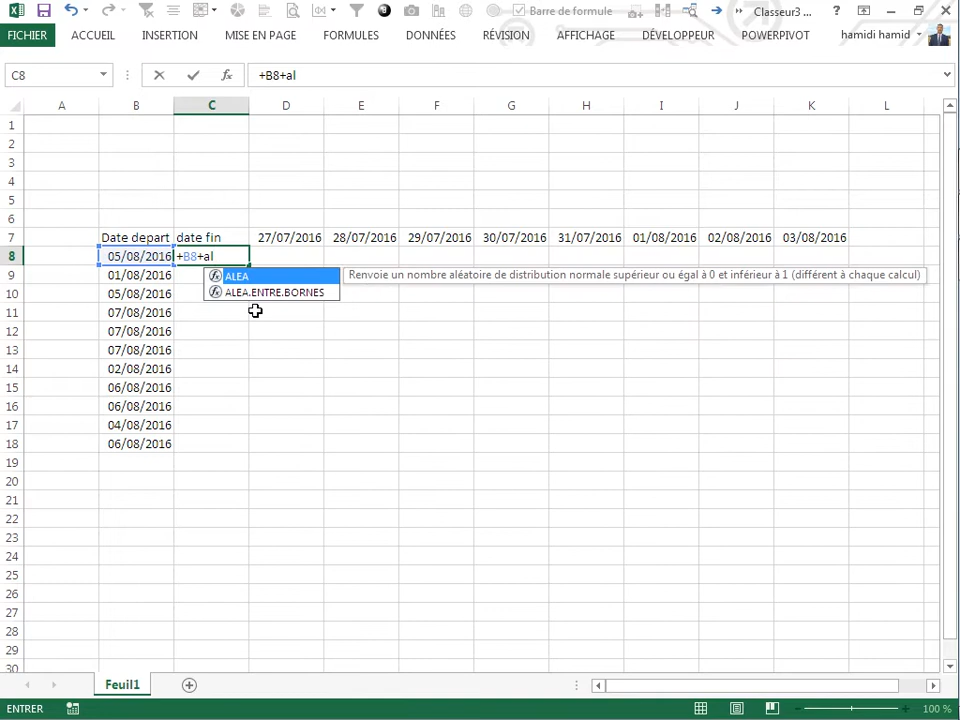 Barre de formule
Classeur3 ...
?
FICHIER ACCUEIL INSERTION MISE EN PAGE FORMULES DONNÉES RÉVISION AFFICHAGE DÉVELOPPEUR POWERPIVOT hamidi hamid
C8 fx +B8+al
A B C D E F G H I J K L
1
2
3
4
5
6
7 Date depart date fin 27/07/2016 28/07/2016 29/07/2016 30/07/2016 31/07/2016 01/08/2016 02/08/2016 03/08/2016
8 05/08/2016 +B8+al
9 01/08/2016 ALEA Renvoie un nombre aléatoire de distribution normale supérieur ou égal à 0 et inférieur à 1 (différent à chaque calcul)
10 05/08/2016 ALEA.ENTRE.BORNES
11 07/08/2016
12 07/08/2016
13 07/08/2016
14 02/08/2016
15 06/08/2016
16 06/08/2016
17 04/08/2016
18 06/08/2016
19
20
21
22
23
24
25
26
27
28
29
30
Feuil1
ENTRER 100 %